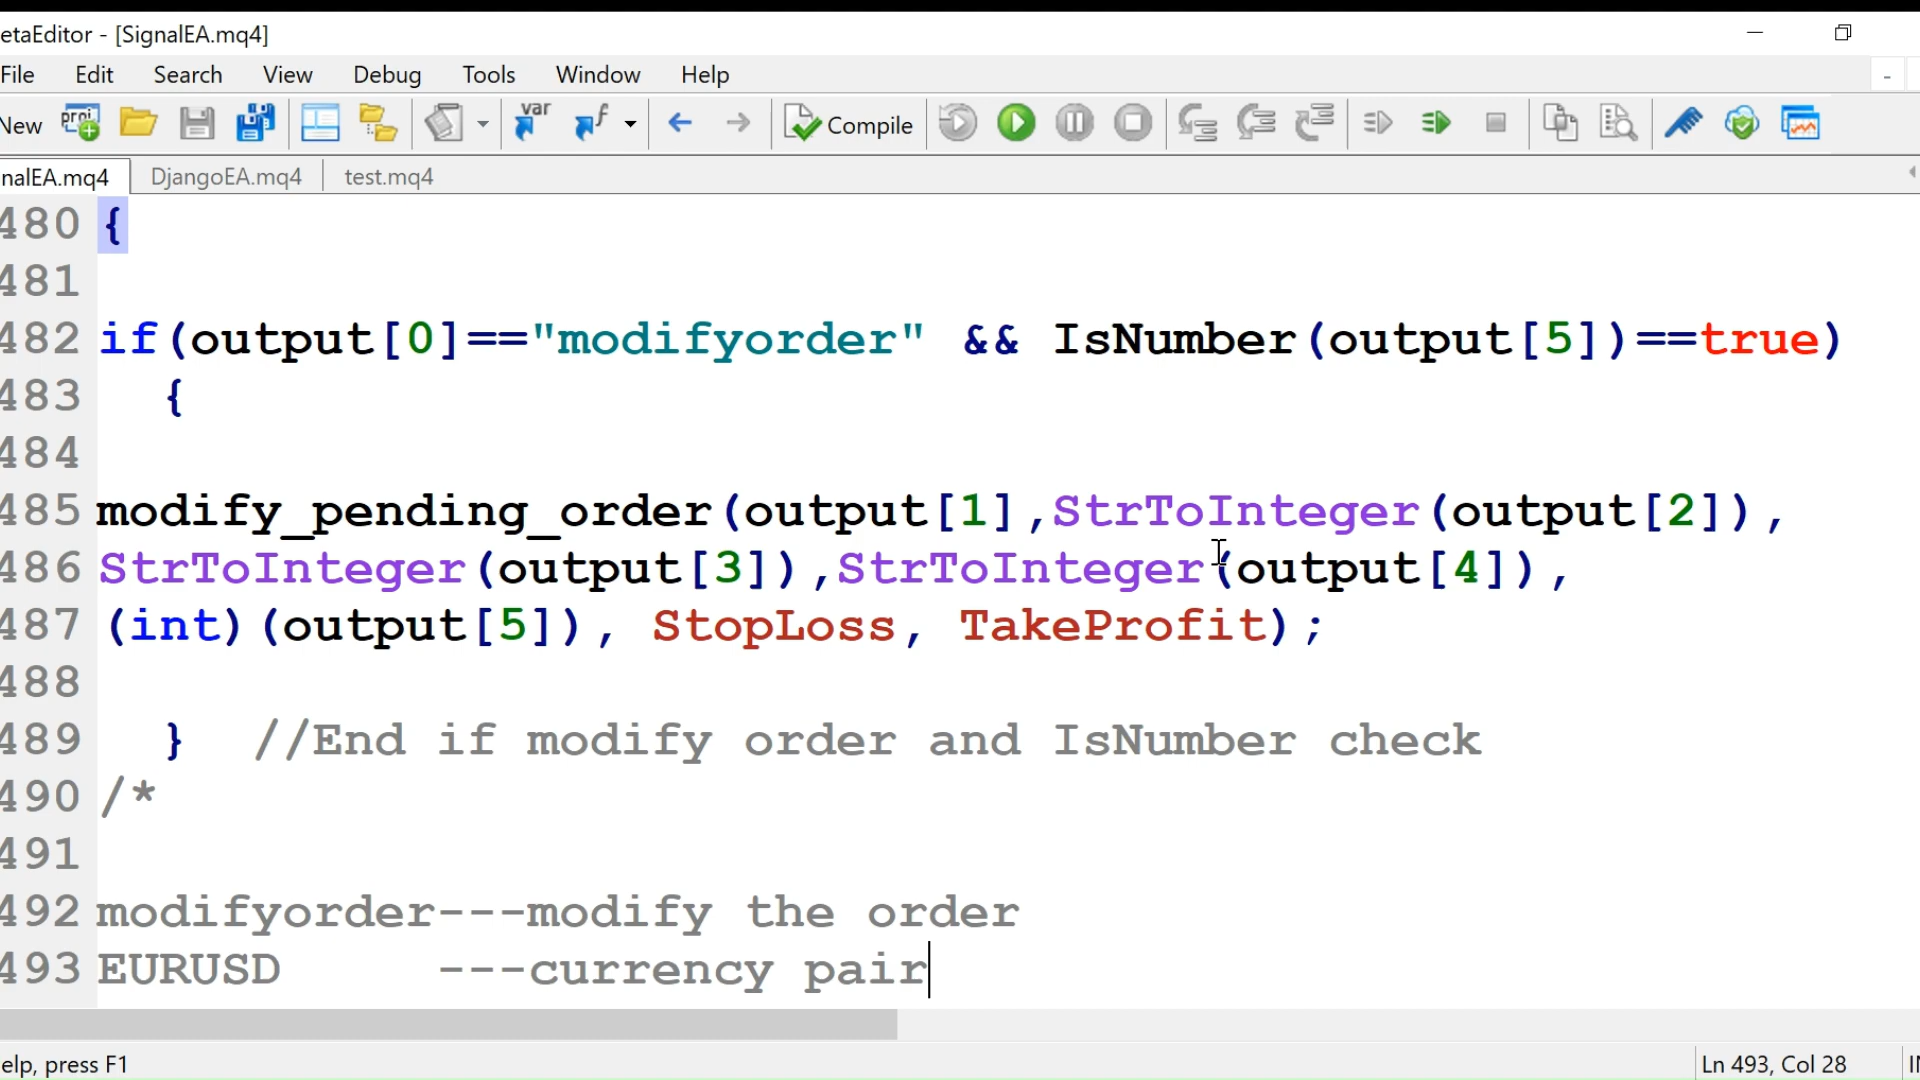 etaEditor - [SignalEA.mq4]
File Edit Search View Debug Tools Window Help
New proj var f Compile
nalEA.mq4 DjangoEA.mq4 test.mq4
480 {
481
482 if(output[0]=="modifyorder" && IsNumber(output[5])==true)
483 {
484
485 modify_pending_order(output[1],StrToInteger(output[2]),
486 StrToInteger(output[3]),StrToInteger(output[4]),
487 (int)(output[5]), StopLoss, TakeProfit);
488
489 } //End if modify order and IsNumber check
490 /*
491
492 modifyorder---modify the order
493 EURUSD ---currency pair
elp, press F1 Ln 493, Col 28